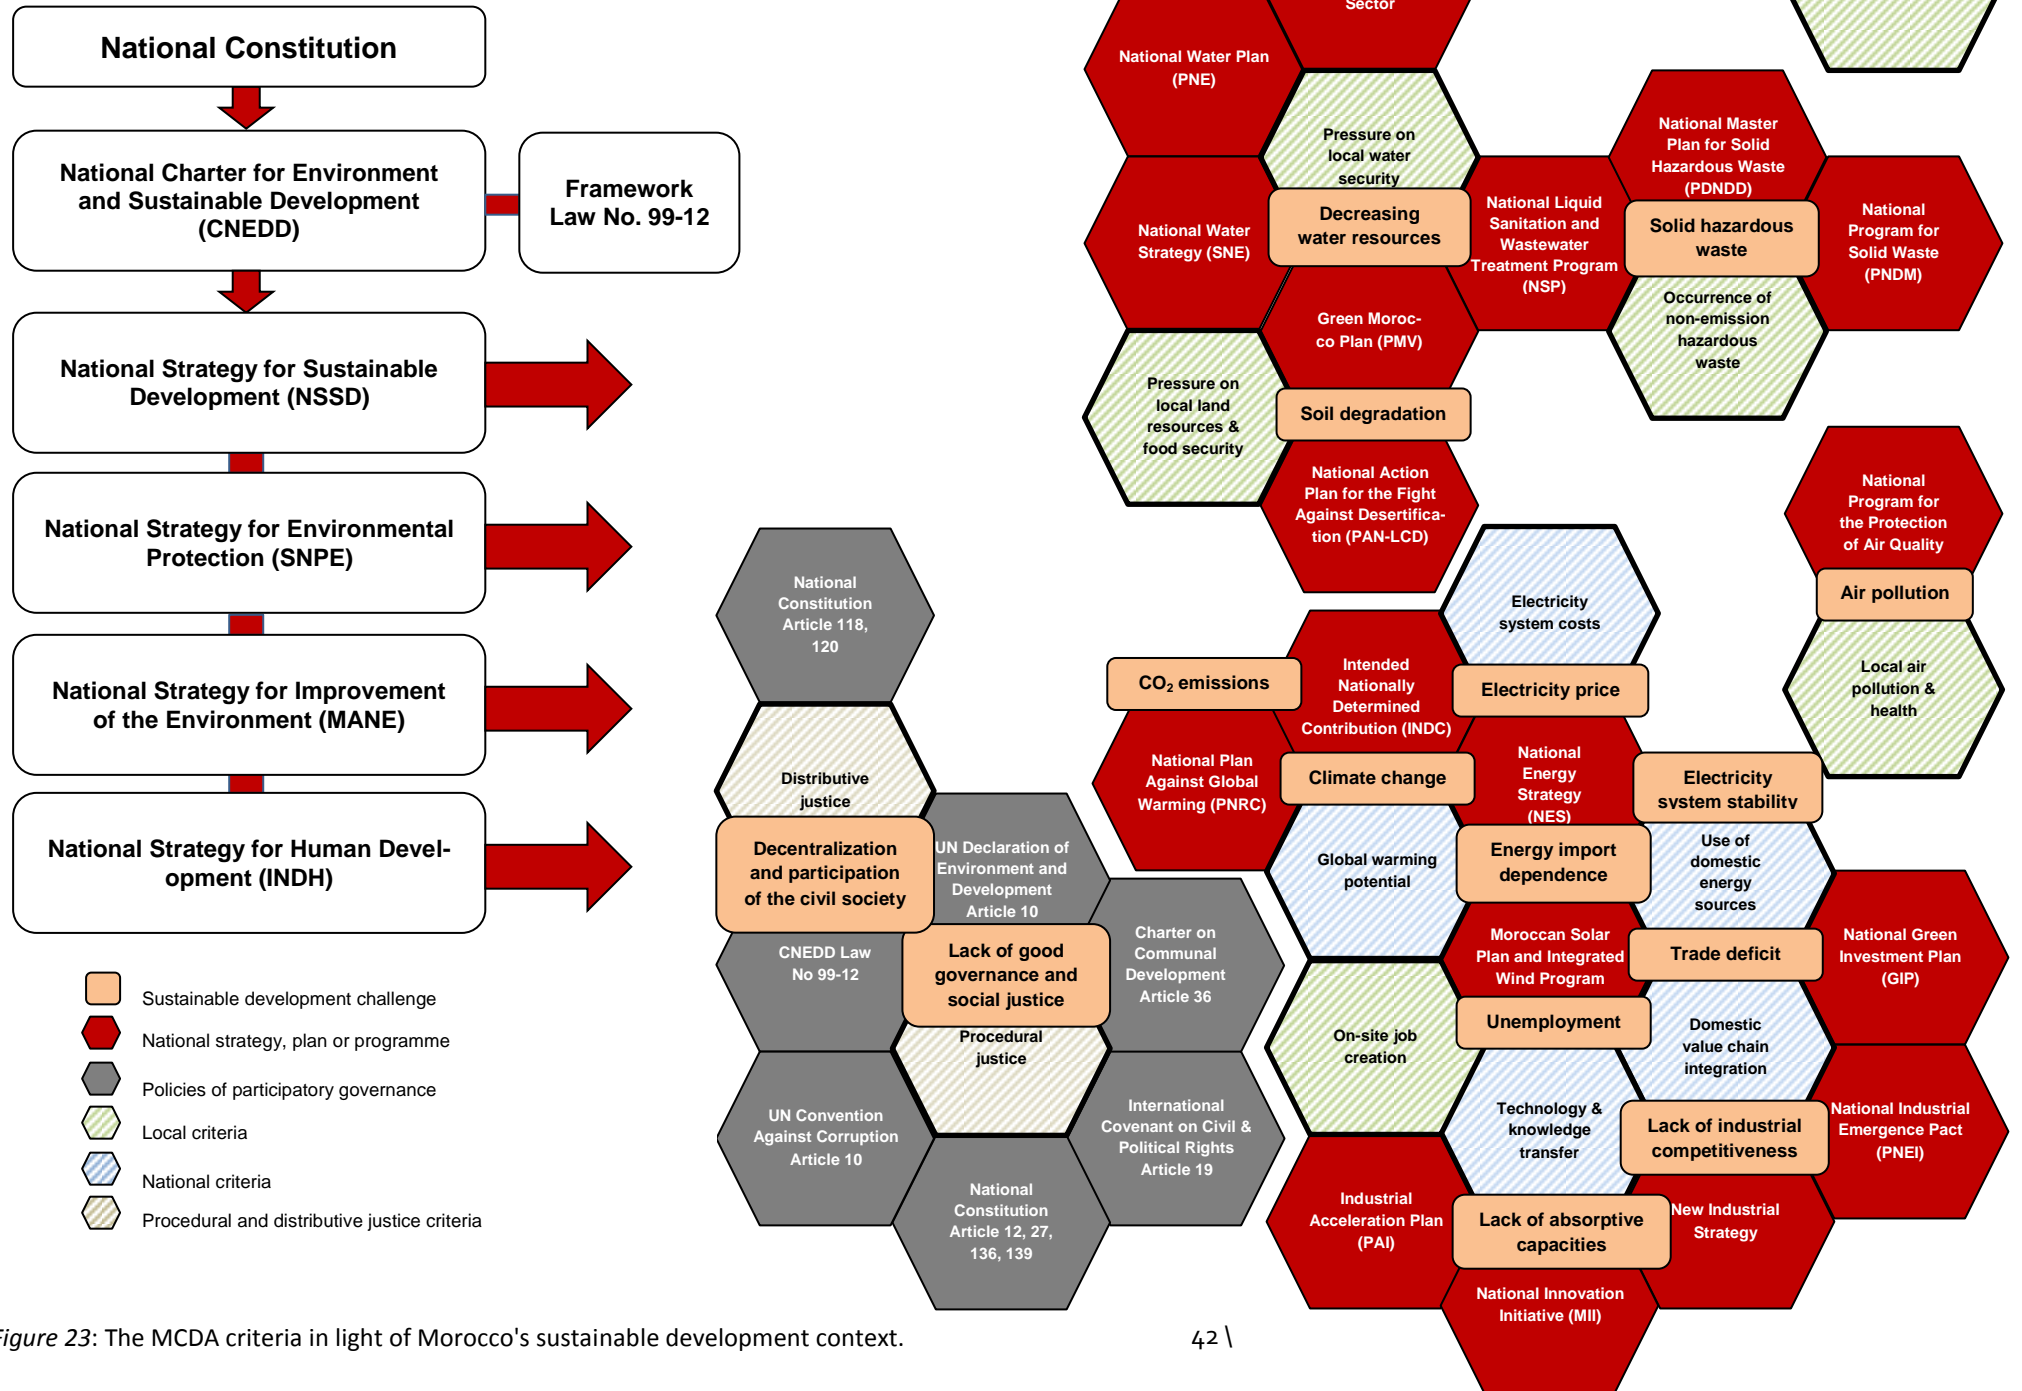 National Constitution
National Charter for Environment
and Sustainable Development
(CNEDD)
Framework
Law No. 99-12
National Strategy for Sustainable
Development (NSSD)
National Strategy for Environmental
Protection (SNPE)
National Strategy for Improvement
of the Environment (MANE)
National Strategy for Human Devel-
opment (INDH)
Sustainable development challenge
National strategy, plan or programme
Policies of participatory governance
Local criteria
National criteria
Procedural and distributive justice criteria
National
Constitution
Article 118,
120
Distributive
justice
Decentralization
and participation
of the civil society
UN Declaration of
Environment and
Development
Article 10
CNEDD Law
No 99-12
Lack of good
governance and
social justice
Charter on
Communal
Development
Article 36
Procedural
justice
UN Convention
Against Corruption
Article 10
International
Covenant on Civil &
Political Rights
Article 19
National
Constitution
Article 12, 27,
136, 139
Sector
National Water Plan
(PNE)
Pressure on
local water
security
National Water
Strategy (SNE)
Decreasing
water resources
National Liquid
Sanitation and
Wastewater
Treatment Program
(NSP)
National Master
Plan for Solid
Hazardous Waste
(PDNDD)
Solid hazardous
waste
National
Program for
Solid Waste
(PNDM)
Occurrence of
non-emission
hazardous
waste
Green Moroc-
co Plan (PMV)
Pressure on
local land
resources &
food security
Soil degradation
National Action
Plan for the Fight
Against Desertifica-
tion (PAN-LCD)
National
Program for
the Protection
of Air Quality
Air pollution
Local air
pollution &
health
Electricity
system costs
CO₂ emissions
Intended
Nationally
Determined
Contribution (INDC)
Electricity price
National Plan
Against Global
Warming (PNRC)
Climate change
National
Energy
Strategy
(NES)
Electricity
system stability
Global warming
potential
Energy import
dependence
Use of
domestic
energy
sources
Moroccan Solar
Plan and Integrated
Wind Program
Trade deficit
National Green
Investment Plan
(GIP)
On-site job
creation
Unemployment
Domestic
value chain
integration
Technology &
knowledge
transfer
Lack of industrial
competitiveness
National Industrial
Emergence Pact
(PNEI)
Industrial
Acceleration Plan
(PAI)
Lack of absorptive
capacities
New Industrial
Strategy
National Innovation
Initiative (MII)
Figure 23: The MCDA criteria in light of Morocco's sustainable development context.
42 \